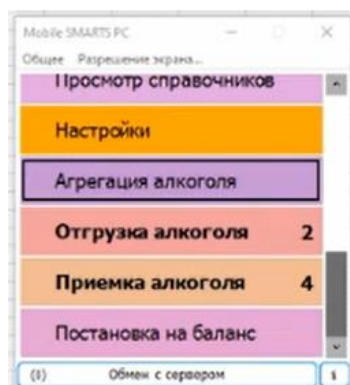 Mobile SMARTS PC
Общее Разрешение экрана...
Просмотр справочников
Настройки
Агрегация алкоголя
Отгрузка алкоголя 2
Приемка алкоголя 4
Постановка на баланс
(0) Обмен с сервером i